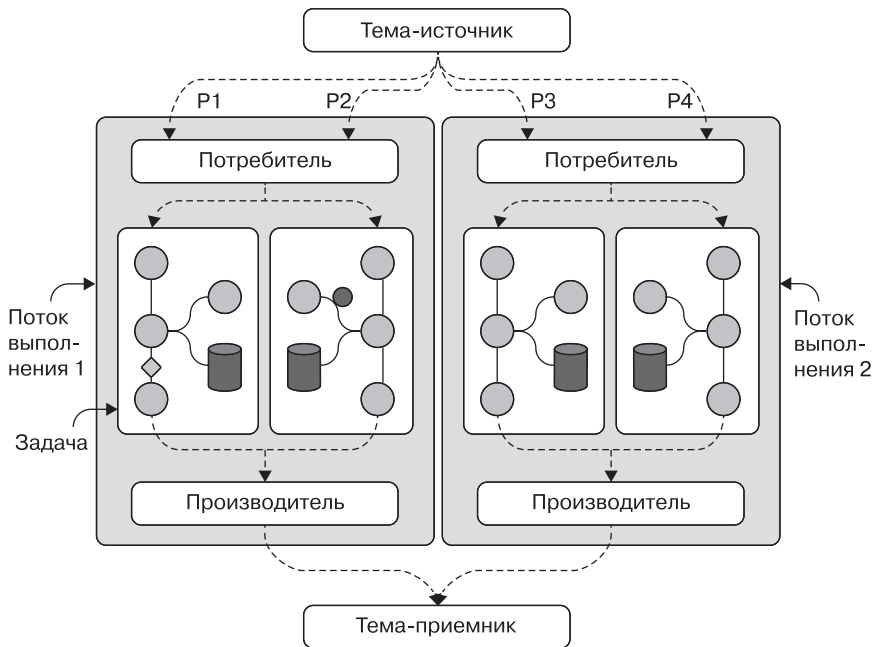 Тема-источник
P1
P2
P3
P4
Потребитель
Потребитель
Поток
выпол-
нения 1
Поток
выпол-
нения 2
Задача
Производитель
Производитель
Тема-приемник